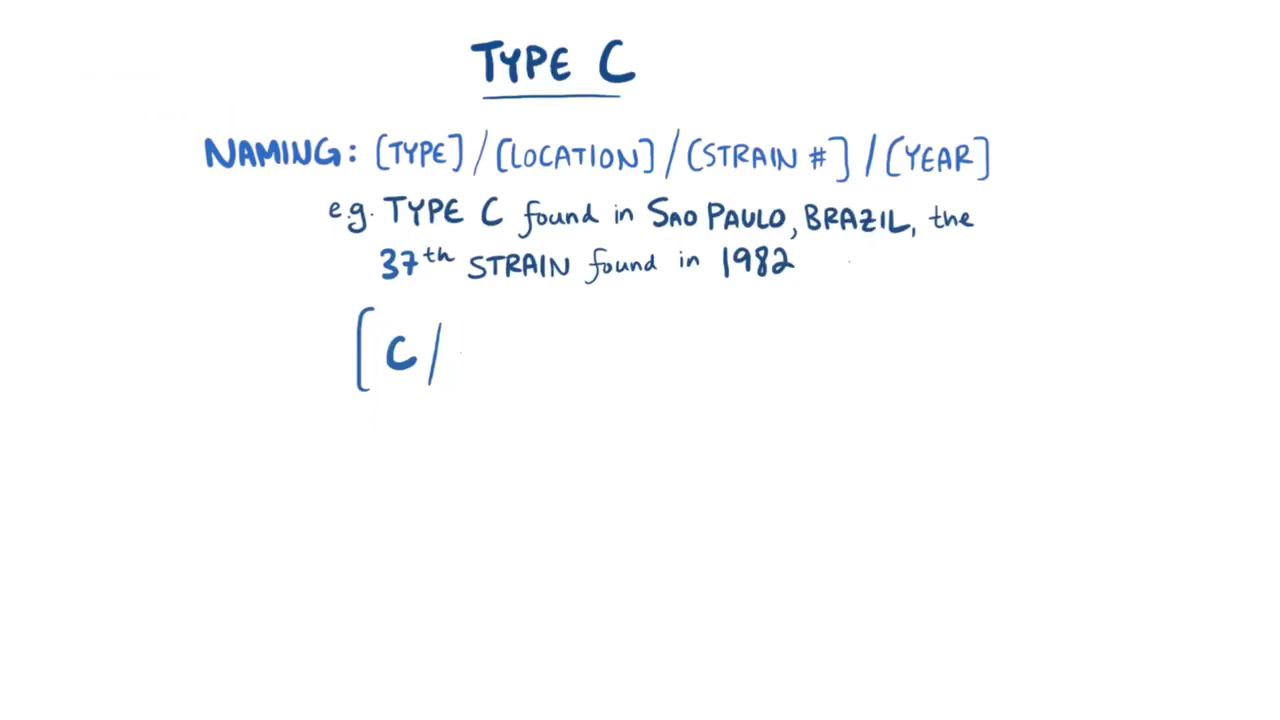 TYPE C
NAMING: [TYPE] / [LOCATION] / [STRAIN #] / [YEAR]
e.g. TYPE C found in SAO PAULO, BRAZIL, the
37th STRAIN found in 1982
[ C /